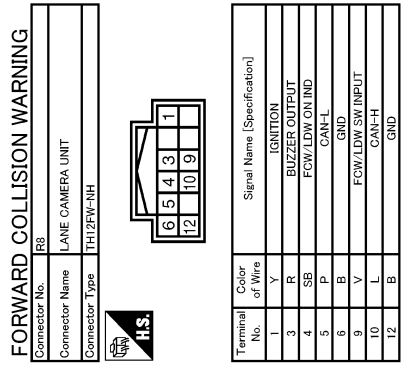 FORWARD COLLISION WARNING
Connector No. R8
Connector Name LANE CAMERA UNIT
Connector Type TH12FW-NH
H.S.
6 5 4 3 1
12 10 9
Terminal No. Color of Wire Signal Name [Specification]
1 Y IGNITION
3 R BUZZER OUTPUT
4 SB FCW/LDW ON IND
5 P CAN-L
6 B GND
9 V FCW/LDW SW INPUT
10 L CAN-H
12 B GND